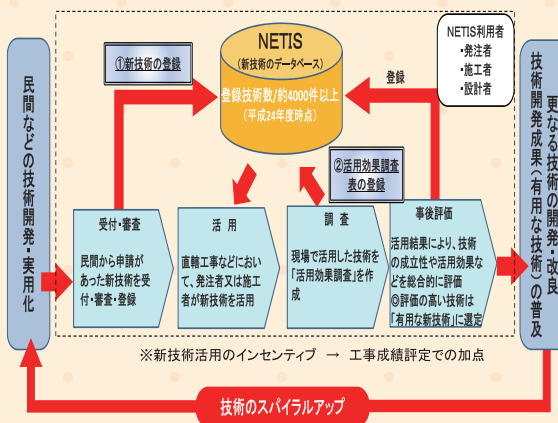 民間などの技術開発・実用化
①新技術の登録
NETIS
（新技術のデータベース）
登録技術数/約4000件以上
（平成24年度時点）
登録
NETIS利用者
・発注者
・施工者
・設計者
②活用効果調査
表の登録
受付・審査
民間から申請が
あった新技術を受
付・審査・登録
活 用
直轄工事などにお
いて、発注者又は施工
者が新技術を活用
調 査
現場で活用した技術を
「活用効果調査」を作
成
事後評価
活用結果により、技術
の成立性や活用効果な
どを総合的に評価
◎評価の高い技術は
「有用な新技術」に選定
更なる技術の開発・改良
技術開発成果（有用な技術）の普及
※新技術活用のインセンティブ → 工事成績評定での加点
技術のスパイラルアップ